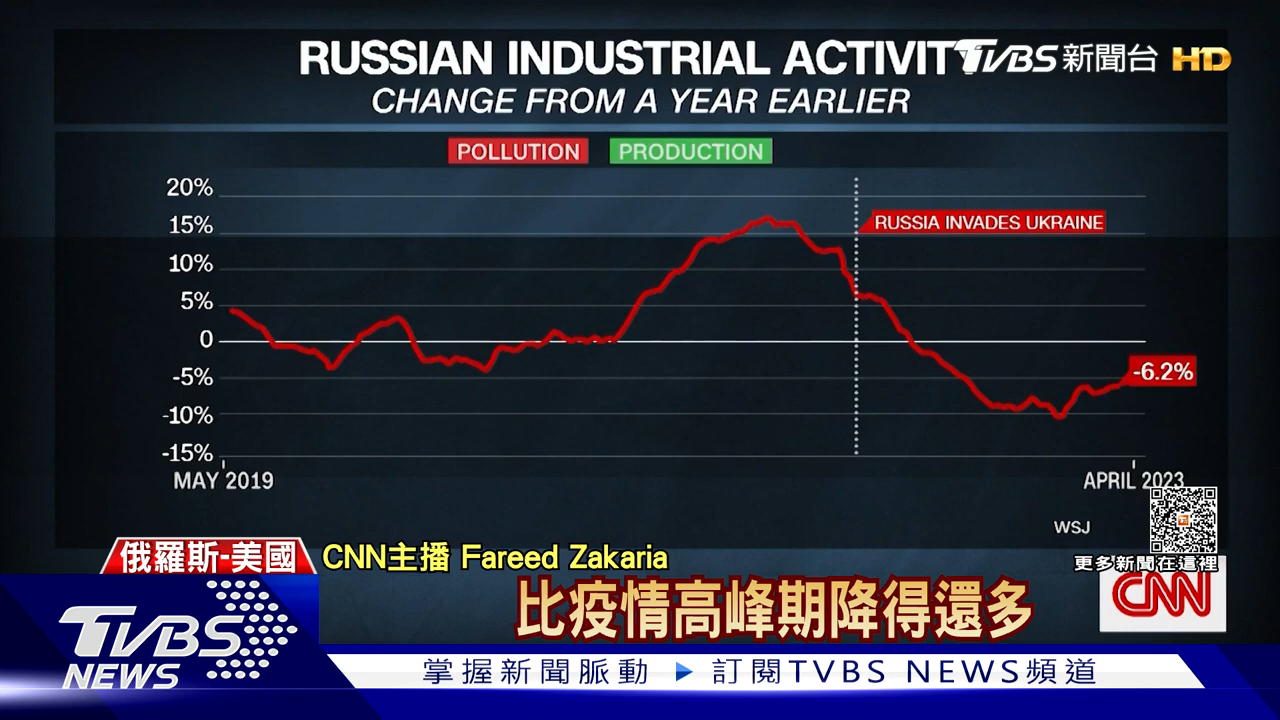 RUSSIAN INDUSTRIAL ACTIVIT
TVBS新聞台 HD
CHANGE FROM A YEAR EARLIER
POLLUTION PRODUCTION
20%
15%
RUSSIA INVADES UKRAINE
10%
5%
0
-5%
-6.2%
-10%
-15%
MAY 2019
APRIL 2023
WSJ
更多新聞在這裡
俄羅斯-美國
CNN主播 Fareed Zakaria
比疫情高峰期降得還多
CNN
TVBS
NEWS
掌握新聞脈動 ▶ 訂閱TVBS NEWS頻道